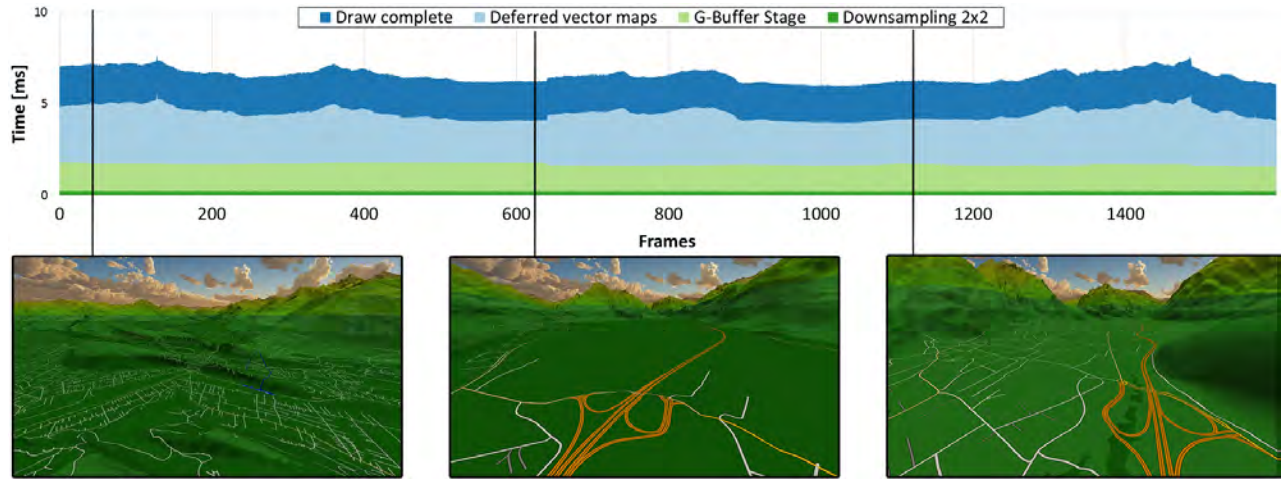 Draw complete Deferred vector maps G-Buffer Stage Downsampling 2x2
10
5
0
Time [ms]
0 200 400 600 800 1000 1200 1400
Frames